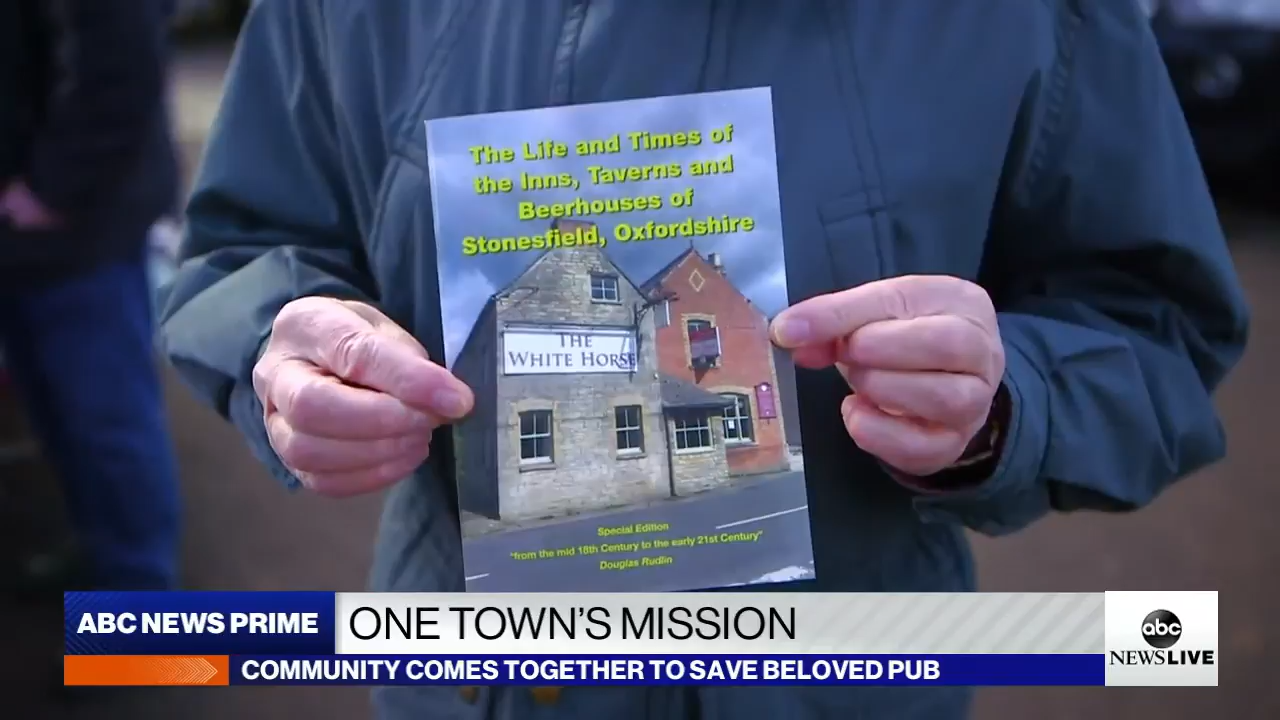 The Life and Times of
the Inns, Taverns and
Beerhouses of
Stonesfield, Oxfordshire
THE
WHITE HORSE
Special Edition
"from the mid 18th Century to the early 21st Century"
Douglas Rudlin
ABC NEWS PRIME
ONE TOWN'S MISSION
COMMUNITY COMES TOGETHER TO SAVE BELOVED PUB
abc
NEWS LIVE